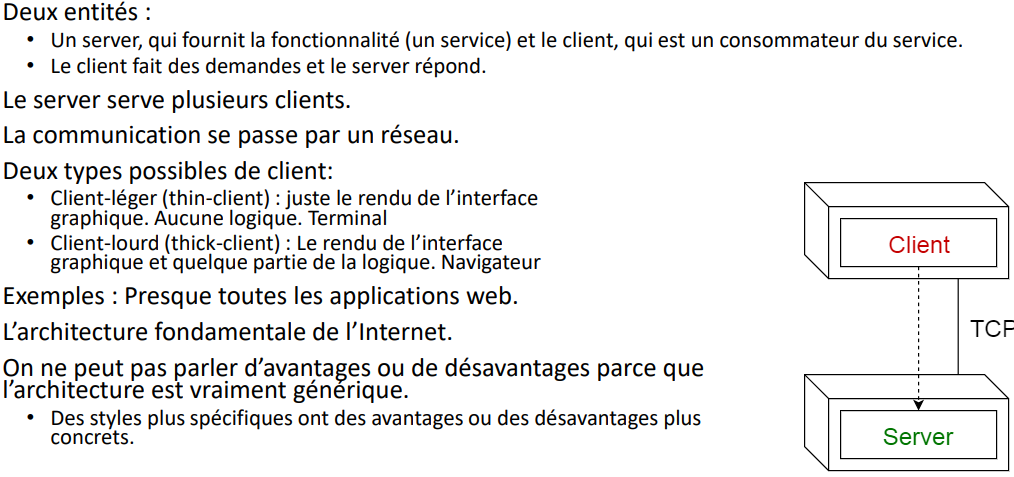 Deux entités :
• Un server, qui fournit la fonctionnalité (un service) et le client, qui est un consommateur du service.
• Le client fait des demandes et le server répond.
Le server serve plusieurs clients.
La communication se passe par un réseau.
Deux types possibles de client:
• Client-léger (thin-client) : juste le rendu de l’interface
graphique. Aucune logique. Terminal
• Client-lourd (thick-client) : Le rendu de l’interface
graphique et quelque partie de la logique. Navigateur
Exemples : Presque toutes les applications web.
L’architecture fondamentale de l’Internet.
On ne peut pas parler d’avantages ou de désavantages parce que
l’architecture est vraiment générique.
• Des styles plus spécifiques ont des avantages ou des désavantages plus
concrets.
Client
TCP
Server